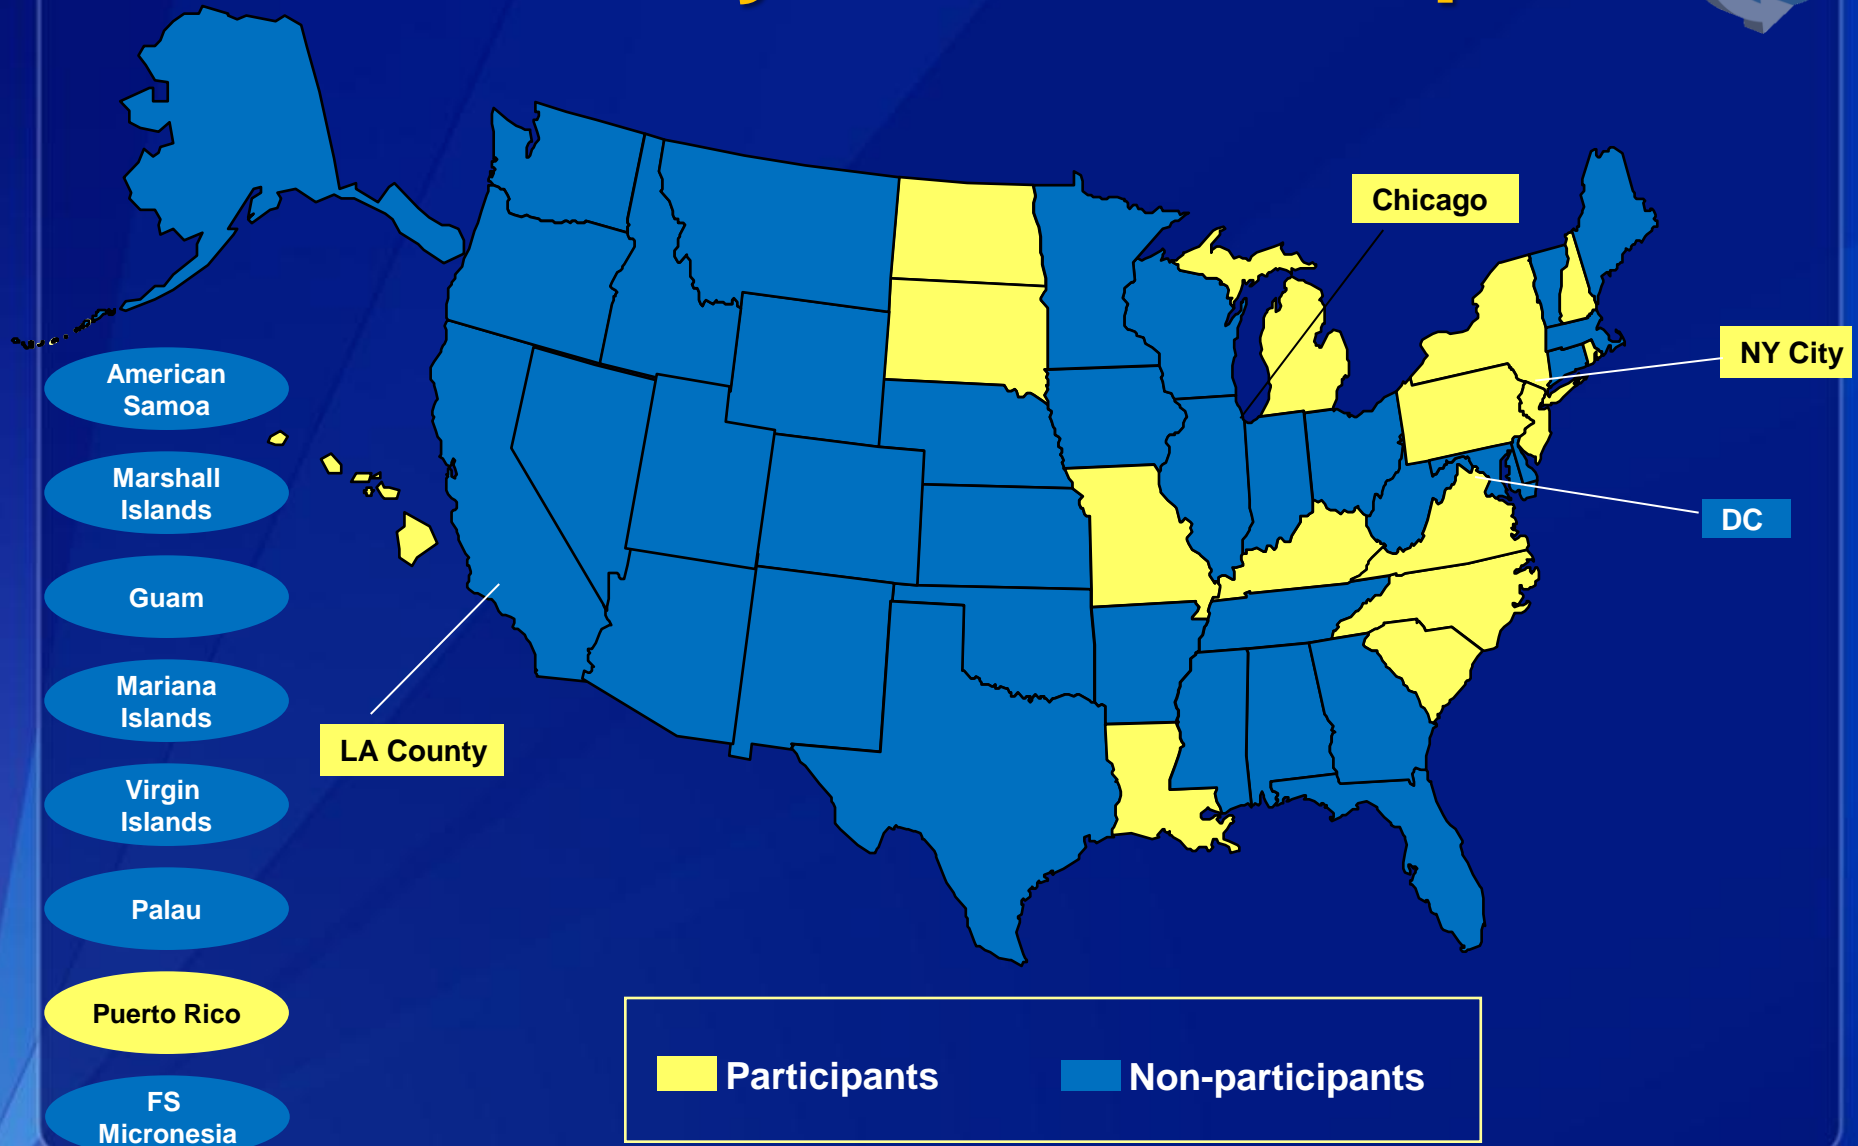 Chicago
NY City
American
Samoa
Marshall
Islands
DC
Guam
Mariana
Islands
LA County
Virgin
Islands
Palau
Puerto Rico
Participants
Non-participants
FS
Micronesia